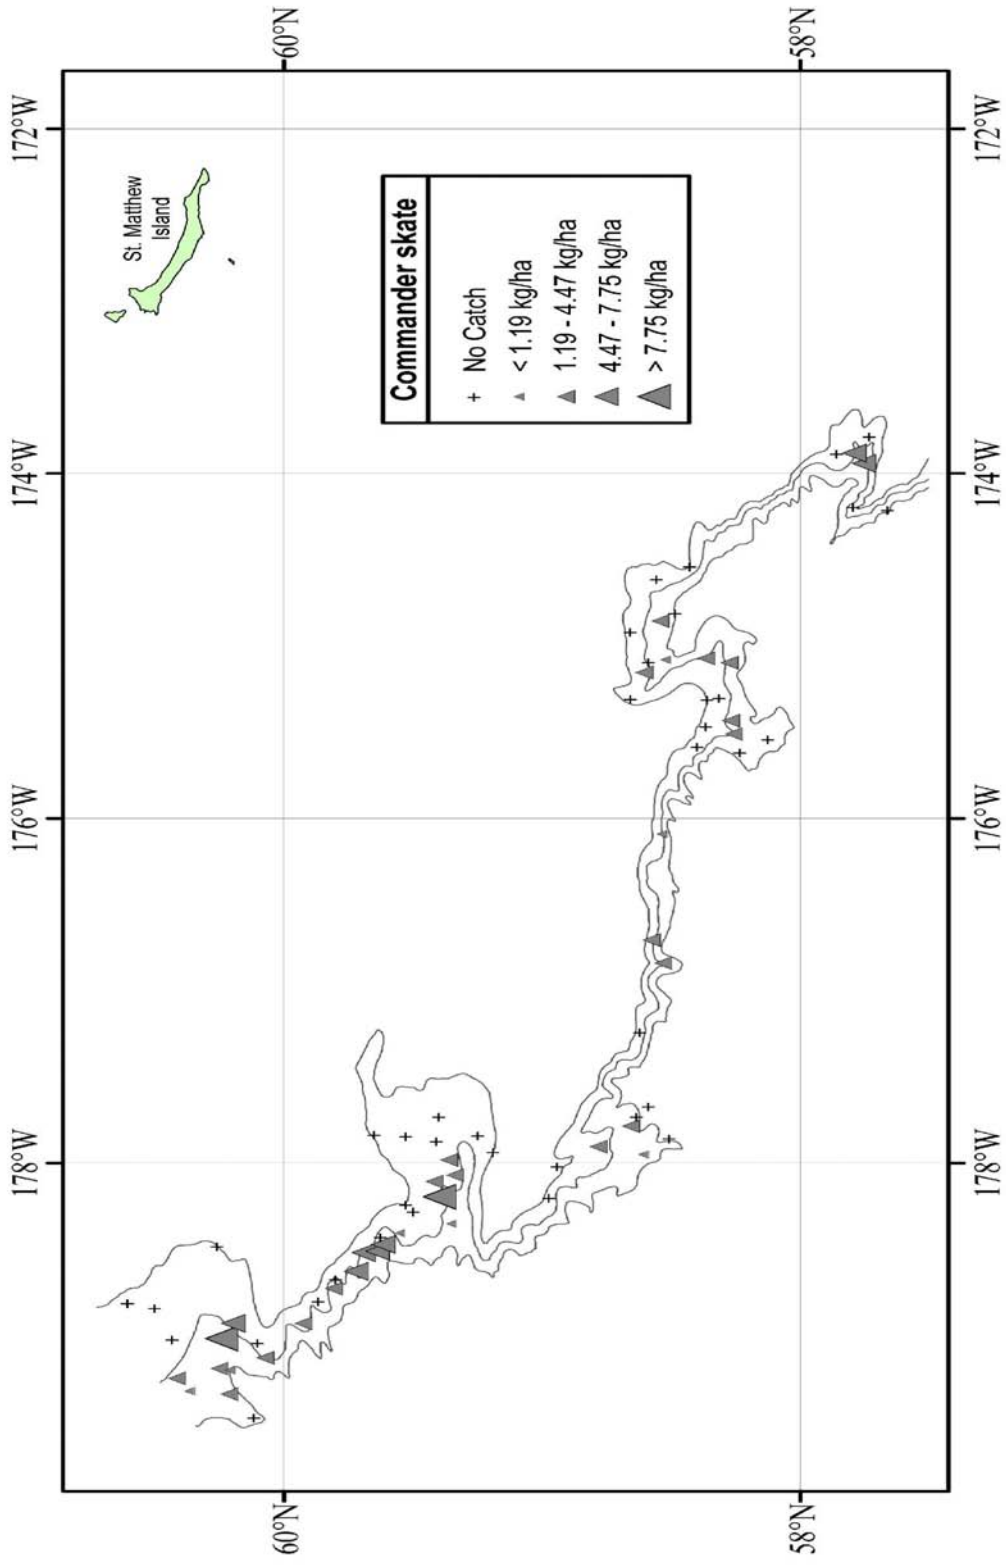 172°W
174°W
176°W
178°W
60°N
58°N
St. Matthew
Island
Commander skate
No Catch
< 1.19 kg/ha
1.19 - 4.47 kg/ha
4.47 - 7.75 kg/ha
> 7.75 kg/ha
60°N
58°N
172°W
174°W
176°W
178°W